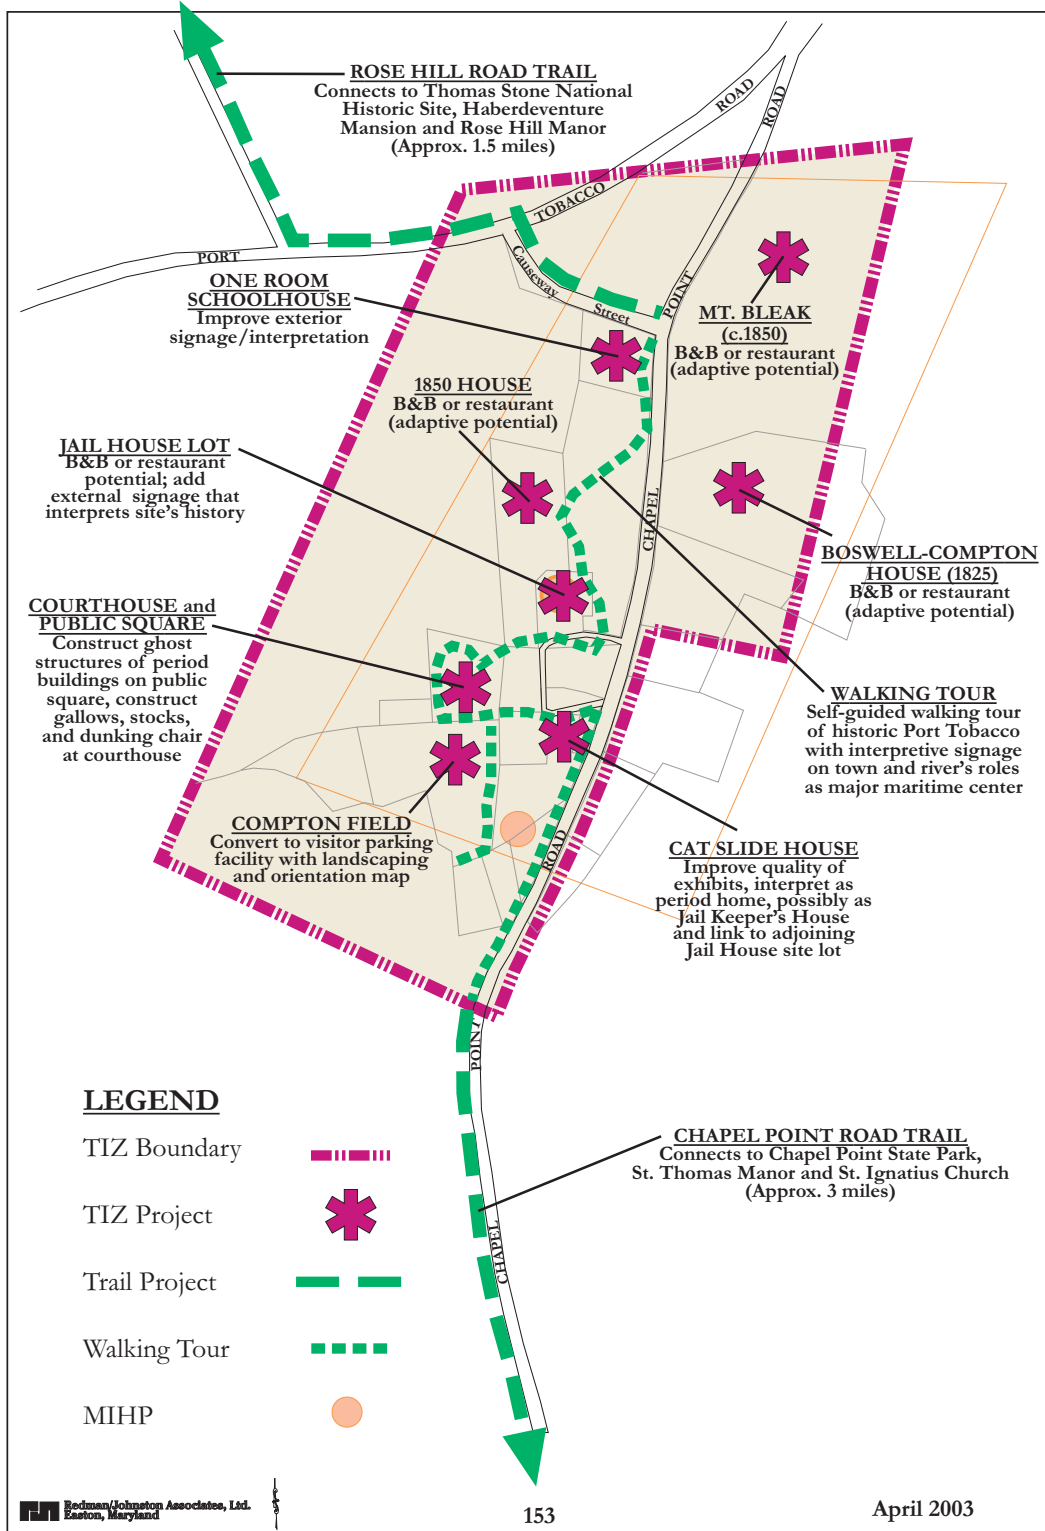 ROSE HILL ROAD TRAIL
Connects to Thomas Stone National
Historic Site, Haberdeventure
Mansion and Rose Hill Manor
(Approx. 1.5 miles)
ROAD
ROAD
TOBACCO
PORT
Causeway
Street
POINT
ONE ROOM
SCHOOLHOUSE
Improve exterior
signage/interpretation
MT. BLEAK
(c.1850)
B&B or restaurant
(adaptive potential)
1850 HOUSE
B&B or restaurant
(adaptive potential)
JAIL HOUSE LOT
B&B or restaurant
potential; add
external signage that
interprets site's history
CHAPEL
BOSWELL-COMPTON
HOUSE (1825)
B&B or restaurant
(adaptive potential)
COURTHOUSE and
PUBLIC SQUARE
Construct ghost
structures of period
buildings on public
square, construct
gallows, stocks,
and dunking chair
at courthouse
WALKING TOUR
Self-guided walking tour
of historic Port Tobacco
with interpretive signage
on town and river's roles
as major maritime center
COMPTON FIELD
Convert to visitor parking
facility with landscaping
and orientation map
ROAD
CAT SLIDE HOUSE
Improve quality of
exhibits, interpret as
period home, possibly as
Jail Keeper's House
and link to adjoining
Jail House site lot
POINT
CHAPEL
CHAPEL POINT ROAD TRAIL
Connects to Chapel Point State Park,
St. Thomas Manor and St. Ignatius Church
(Approx. 3 miles)
LEGEND
TIZ Boundary
TIZ Project
Trail Project
Walking Tour
MIHP
Redman/Johnston Associates, Ltd.
Easton, Maryland
153
April 2003